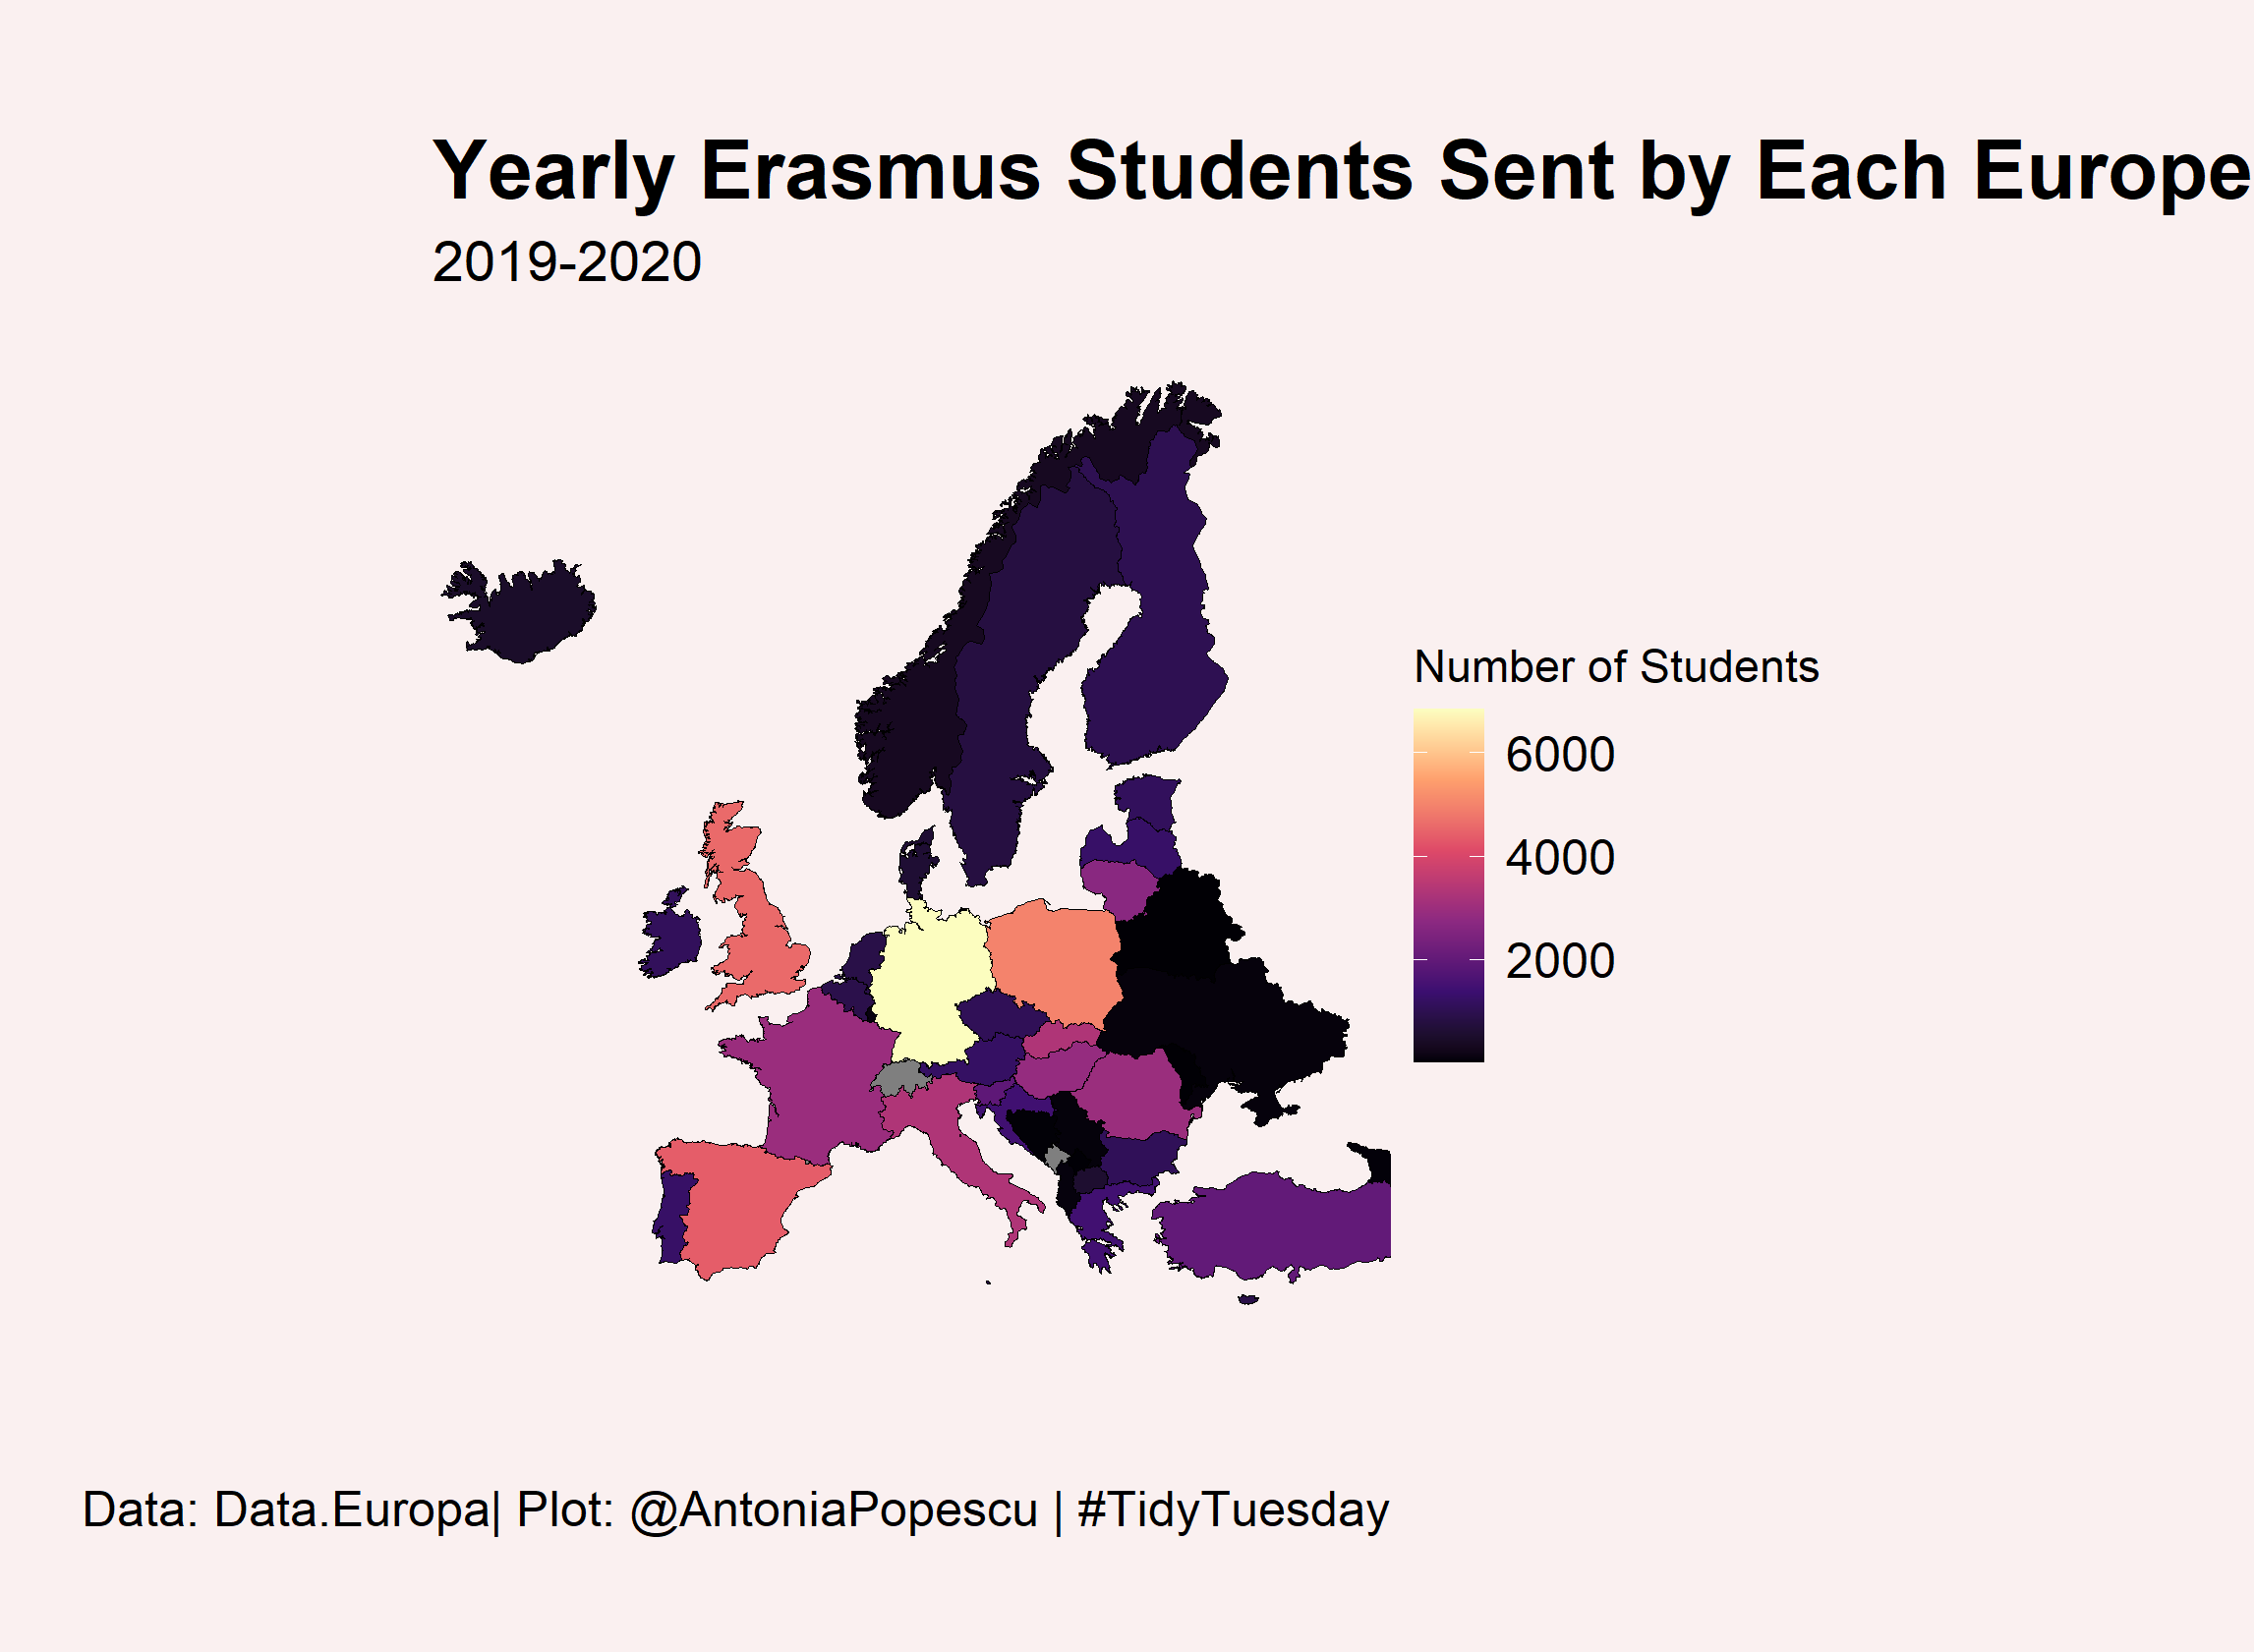 Yearly Erasmus Students Sent by Each Europe
2019-2020
Number of Students
6000
4000
2000
Data: Data.Europa| Plot: @AntoniaPopescu | #TidyTuesday